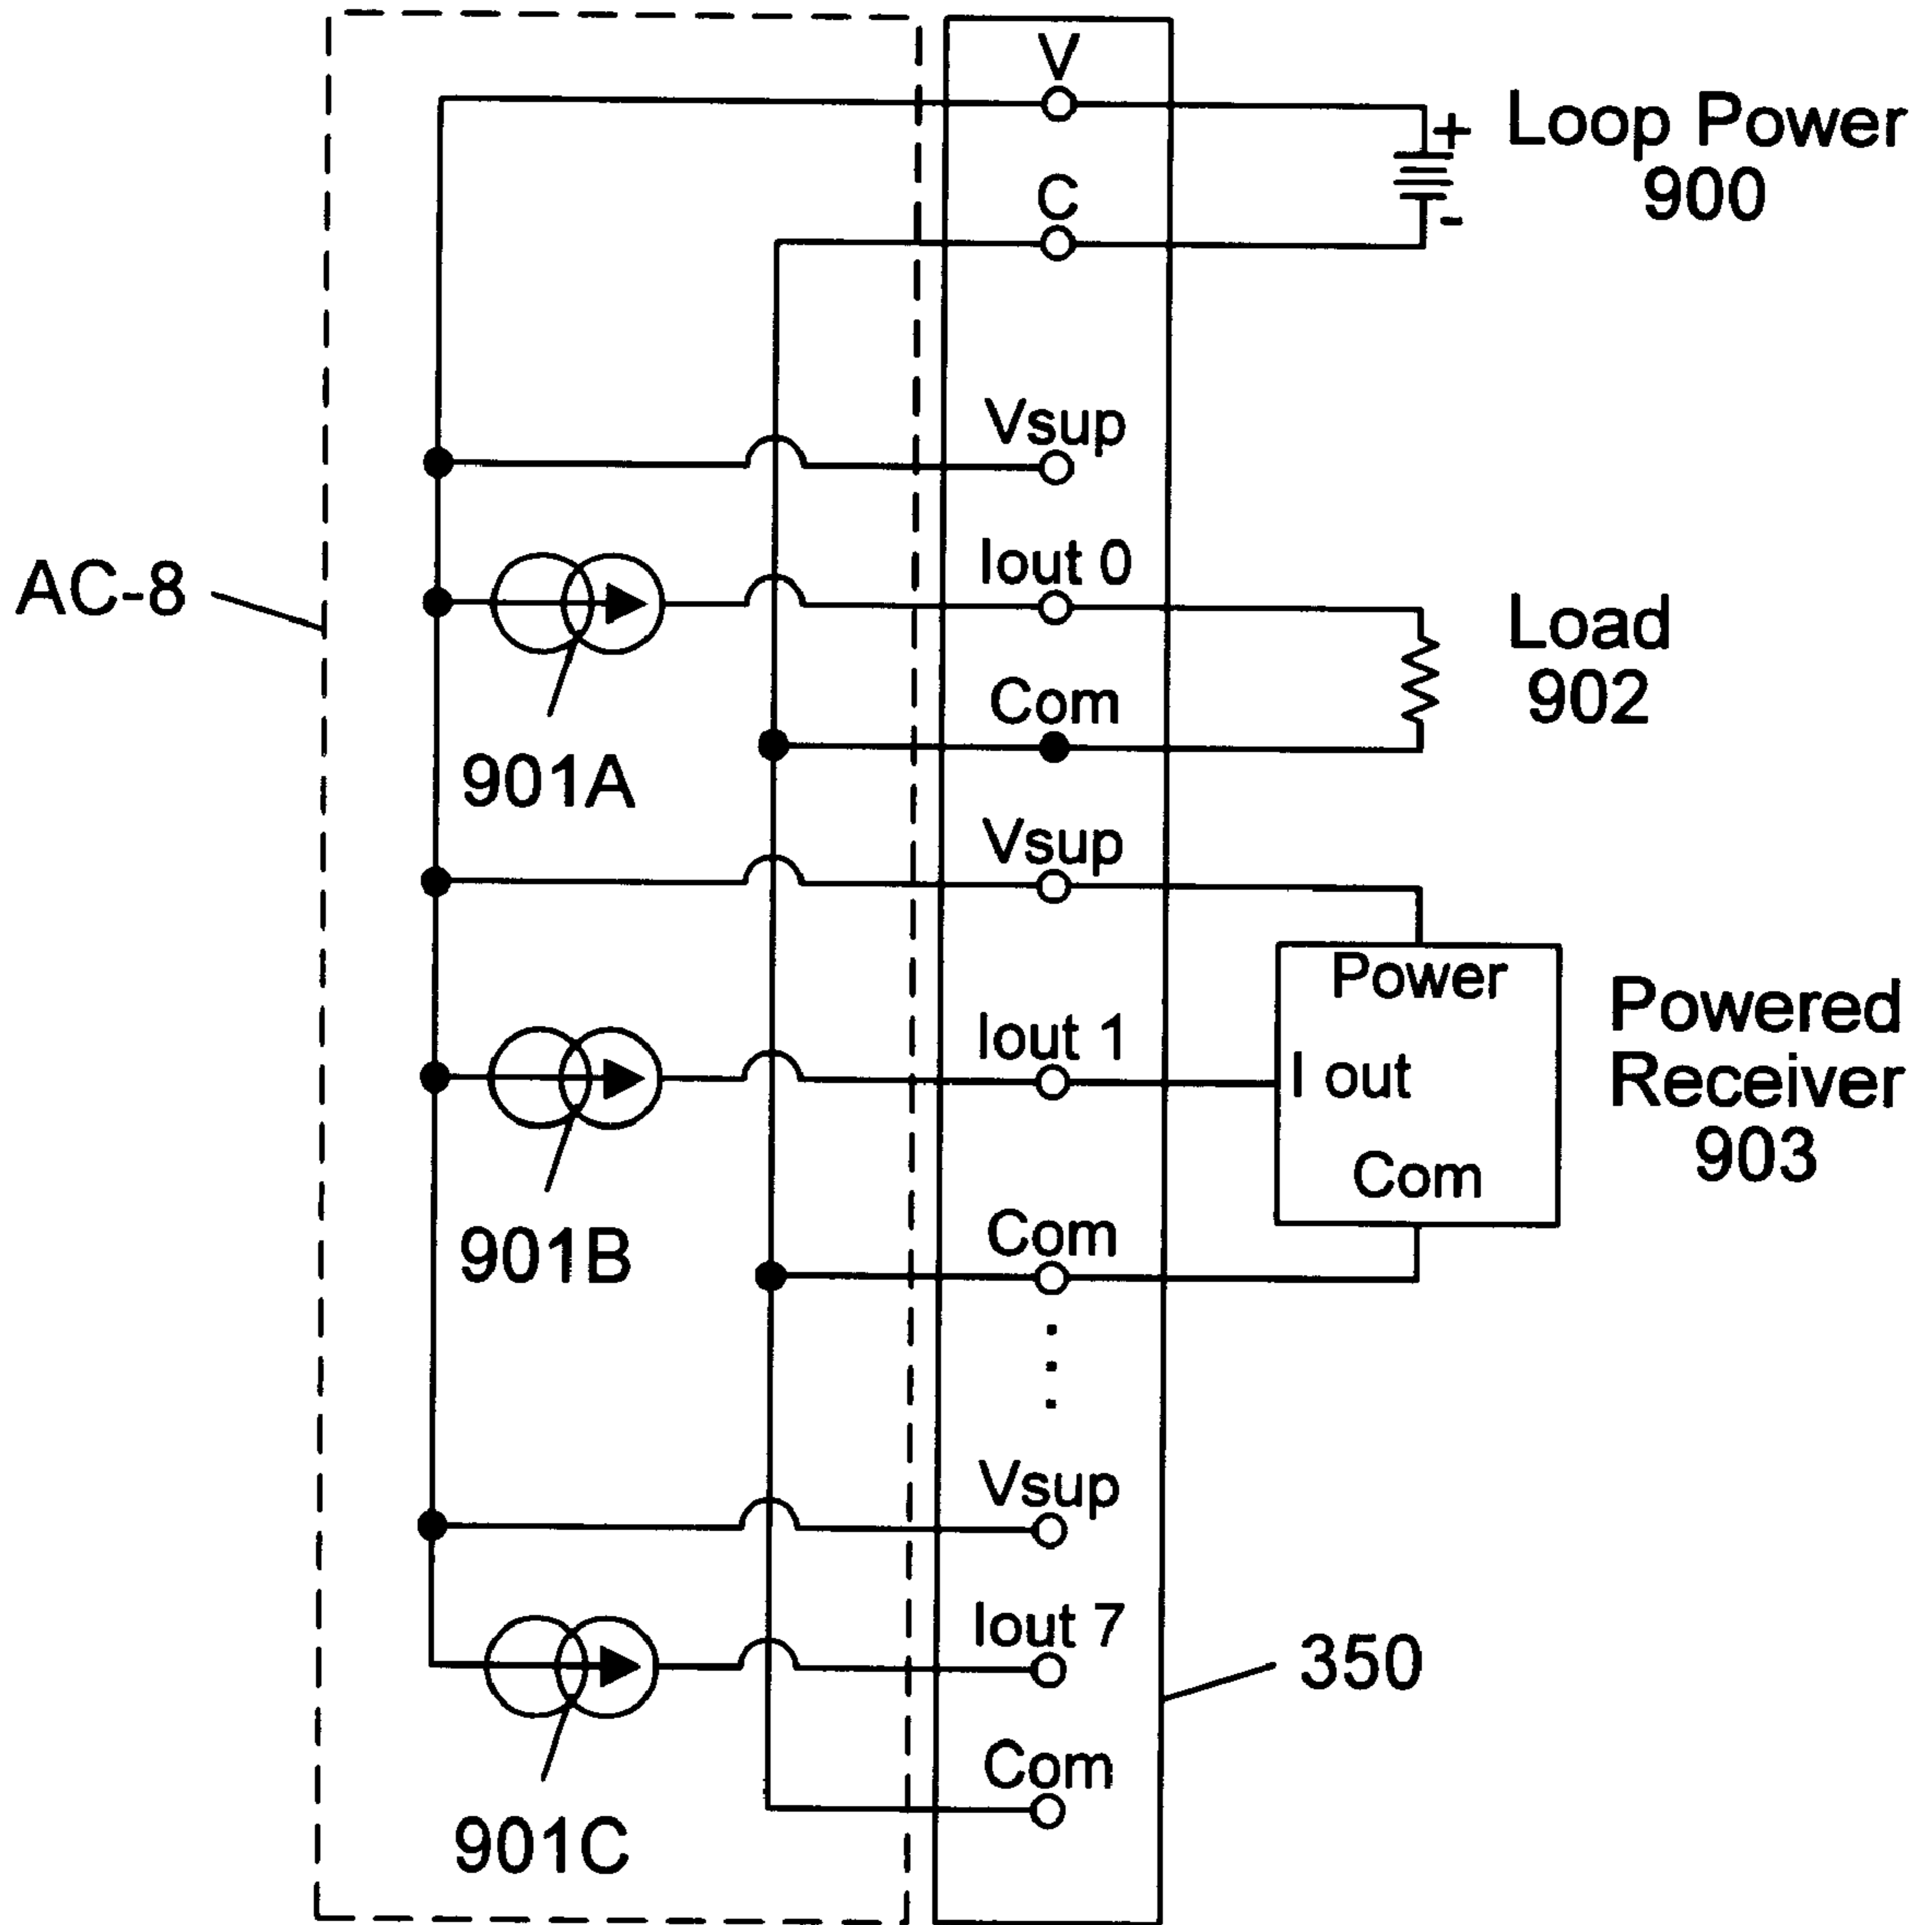 V
+
Loop Power
900
C
-
Vsup
AC-8
Iout 0
Load
902
Com
901A
Vsup
Power
Powered
Receiver
903
Iout 1
I out
Com
901B
Com
Vsup
Iout 7
350
Com
901C